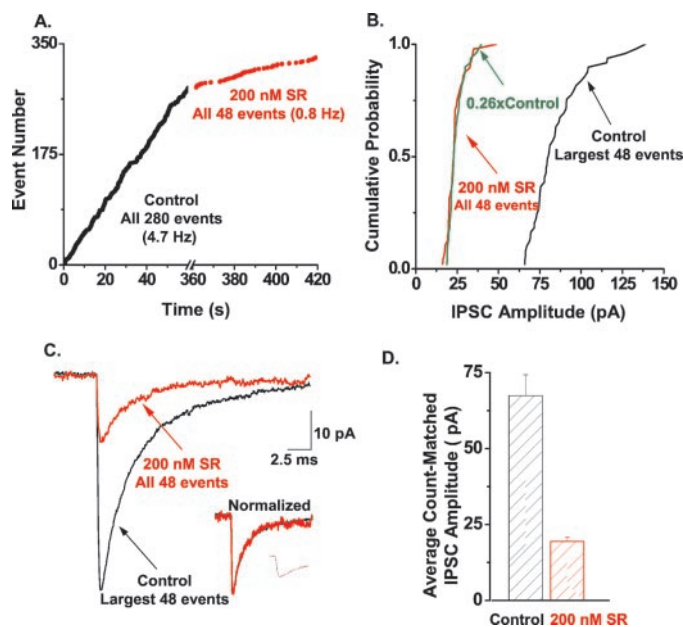 A.
350
175
0
Event Number
200 nM SR
All 48 events (0.8 Hz)
Control
All 280 events
(4.7 Hz)
0 20 40 360 380 400 420
Time (s)
B.
1.0
0.5
0.0
Cumulative Probability
0.26xControl
Control
Largest 48 events
200 nM SR
All 48 events
0 25 50 75 100 125 150
IPSC Amplitude (pA)
C.
200 nM SR
All 48 events
10 pA
2.5 ms
Normalized
Control
Largest 48 events
D.
75
50
25
0
Average Count-Matched
IPSC Amplitude ( pA)
Control 200 nM SR